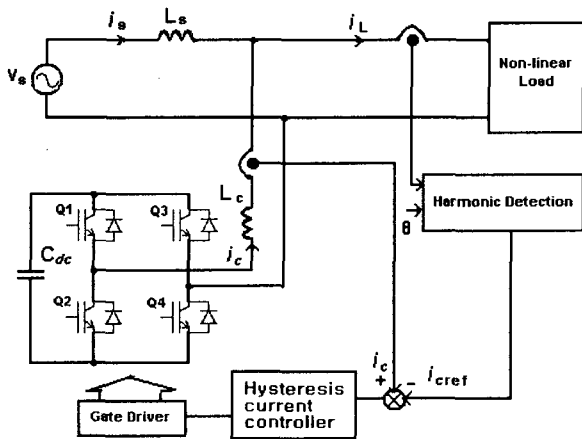 i_s
L_s
i_L
V_s
Non-linear
Load
L_c
Harmonic Detection
θ
Q1
Q3
C_dc
i_c
Q2
Q4
i_c
+
-
i_cref
Hysteresis
current
controller
Gate Driver